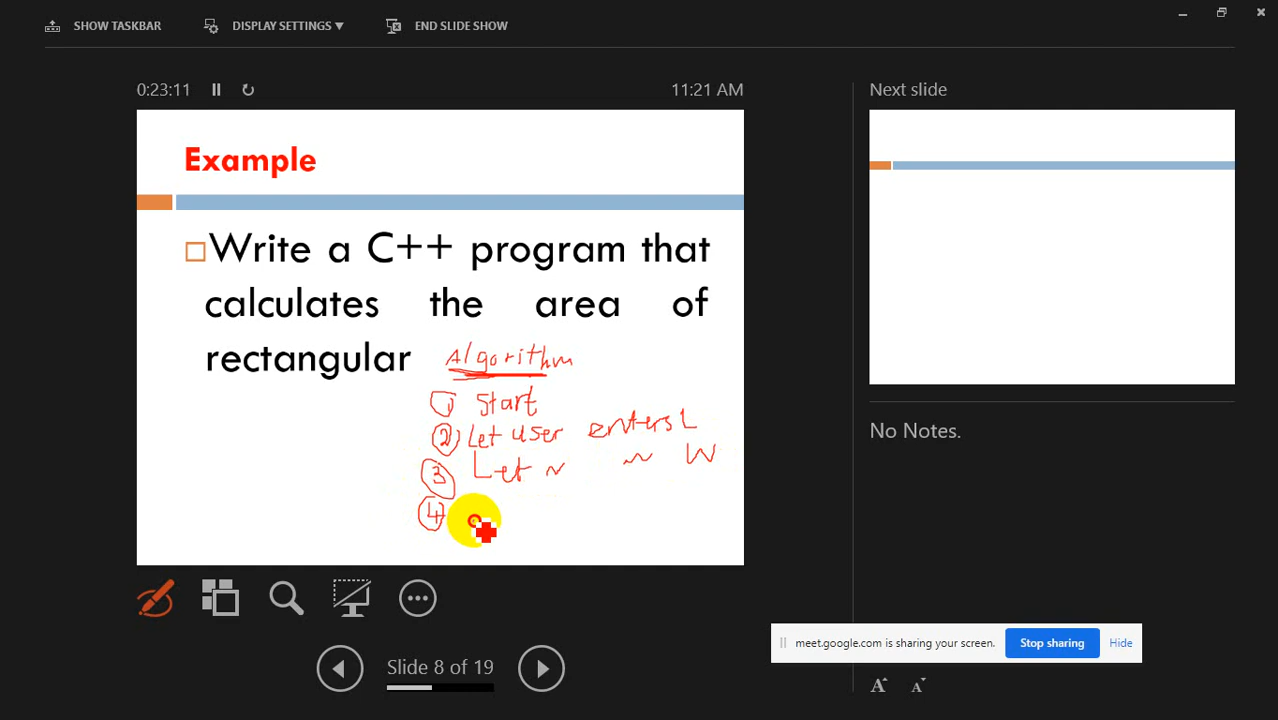 SHOW TASKBAR DISPLAY SETTINGS ▼ END SLIDE SHOW
0:23:11 11:21 AM
Next slide
Example
Write a C++ program that
calculates the area of
rectangular
Algorithm
1 Start
2 Let user enters L
3 Let ~ ~ W
4
No Notes.
meet.google.com is sharing your screen. Stop sharing Hide
Slide 8 of 19
A A